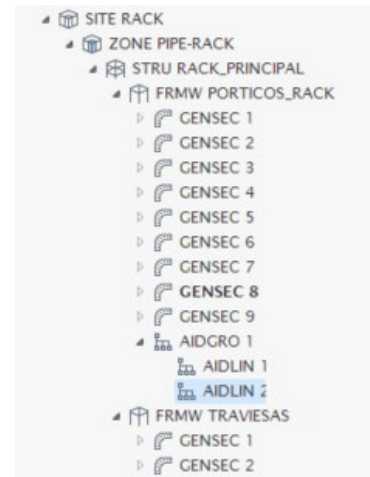 SITE RACK
ZONE PIPE-RACK
STRU RACK_PRINCIPAL
FRMW PORTICOS_RACK
GENSEC 1
GENSEC 2
GENSEC 3
GENSEC 4
GENSEC 5
GENSEC 6
GENSEC 7
GENSEC 8
GENSEC 9
AIDGRO 1
AIDLIN 1
AIDLIN 2
FRMW TRAVIESAS
GENSEC 1
GENSEC 2